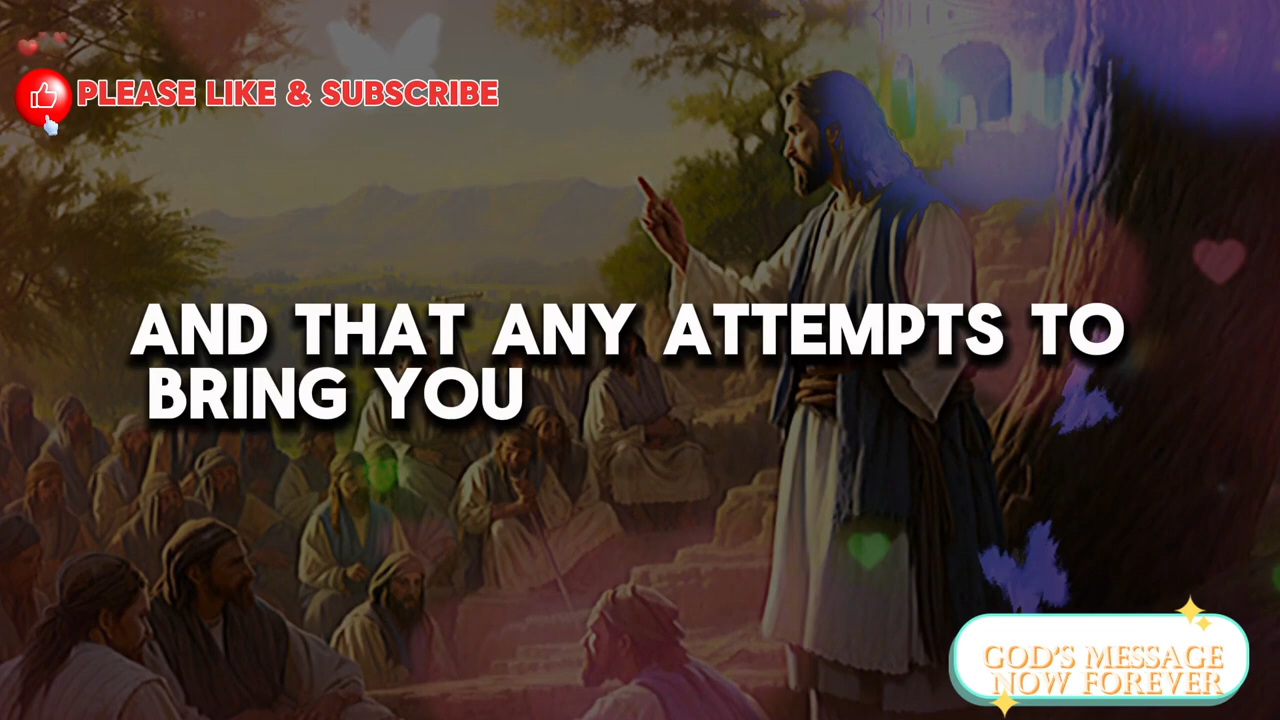 PLEASE LIKE & SUBSCRIBE
AND THAT ANY ATTEMPTS TO
BRING YOU
GOD'S MESSAGE
NOW FOREVER